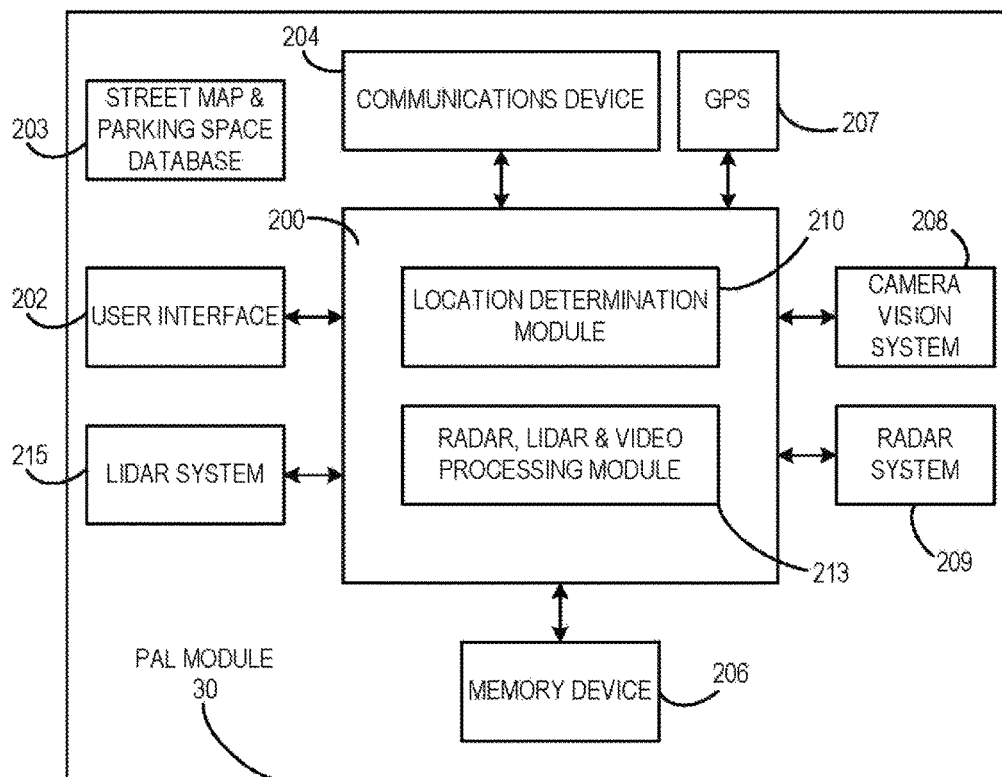 204
COMMUNICATIONS DEVICE
GPS
207
STREET MAP &
PARKING SPACE
DATABASE
203
200
210
208
202
USER INTERFACE
LOCATION DETERMINATION
MODULE
CAMERA
VISION
SYSTEM
215
LIDAR SYSTEM
RADAR, LIDAR & VIDEO
PROCESSING MODULE
RADAR
SYSTEM
213
209
PAL MODULE
30
MEMORY DEVICE
206